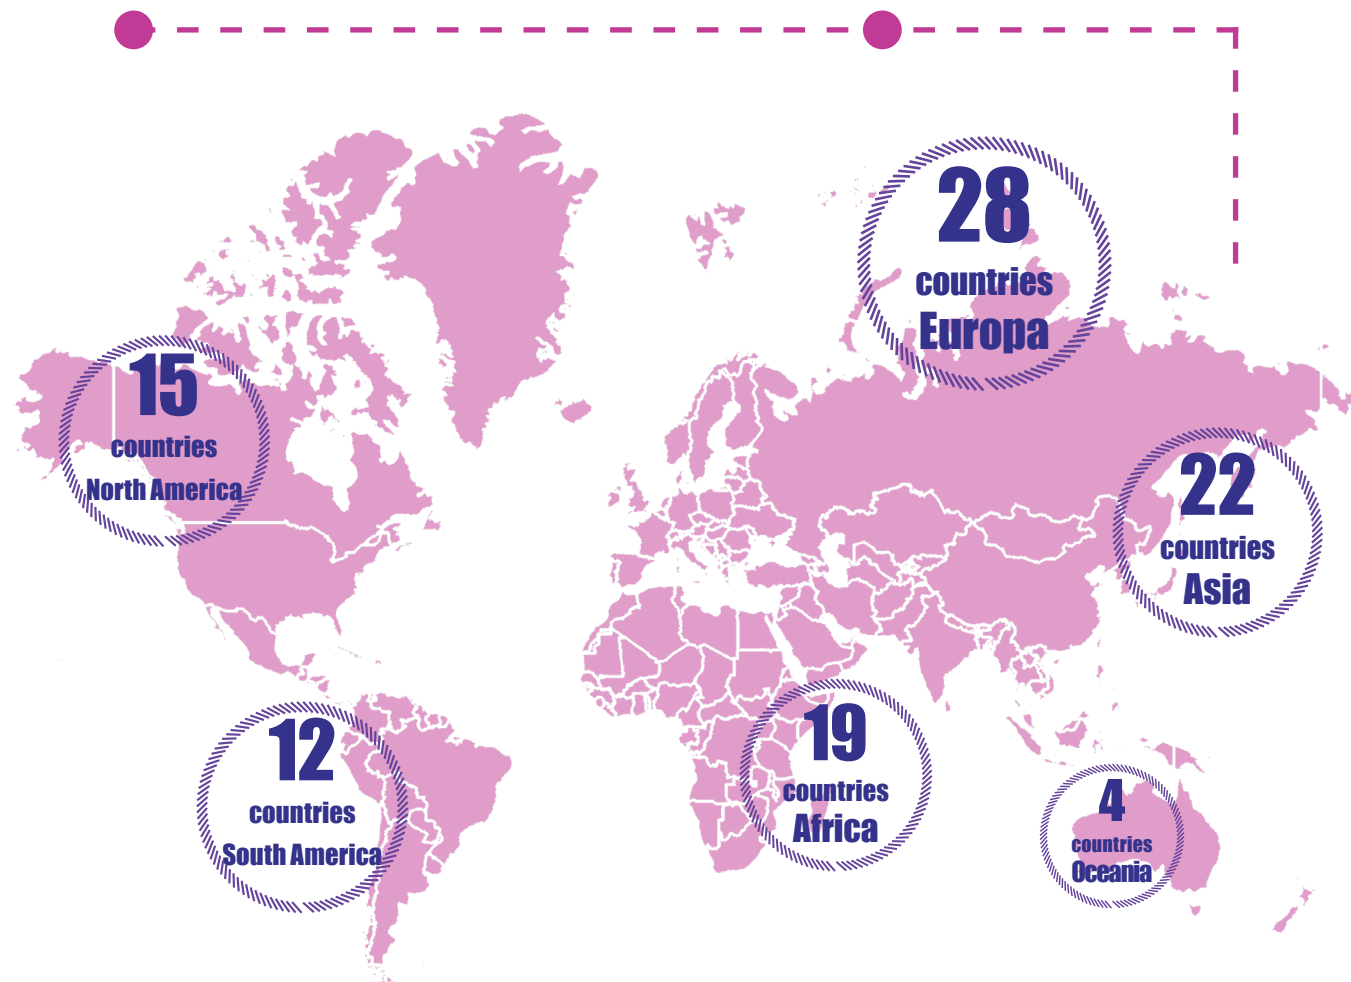 28
countries
Europa
15
countries
North America
22
countries
Asia
12
countries
South America
19
countries
Africa
4
countries
Oceania